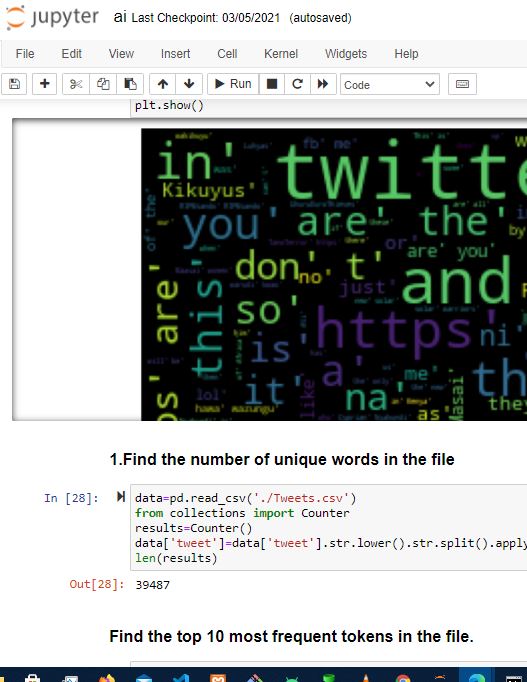 jupyter ai Last Checkpoint: 03/05/2021 (autosaved)
File Edit View Insert Cell Kernel Widgets Help
Run Code
plt.show()
in' twitte
Kikuyus'
you' are' the'
or
are' you'
by
don' t'
no'
just'
and
this'
are'
so'
https'
ni'
is'
a'
me'
th
it'
na'
like
Masai
the
lol
hawa' wazungu'
as'
os'
1.Find the number of unique words in the file
In [28]: data=pd.read_csv('./Tweets.csv')
from collections import Counter
results=Counter()
data['tweet']=data['tweet'].str.lower().str.split().apply
len(results)
Out[28]: 39487
Find the top 10 most frequent tokens in the file.